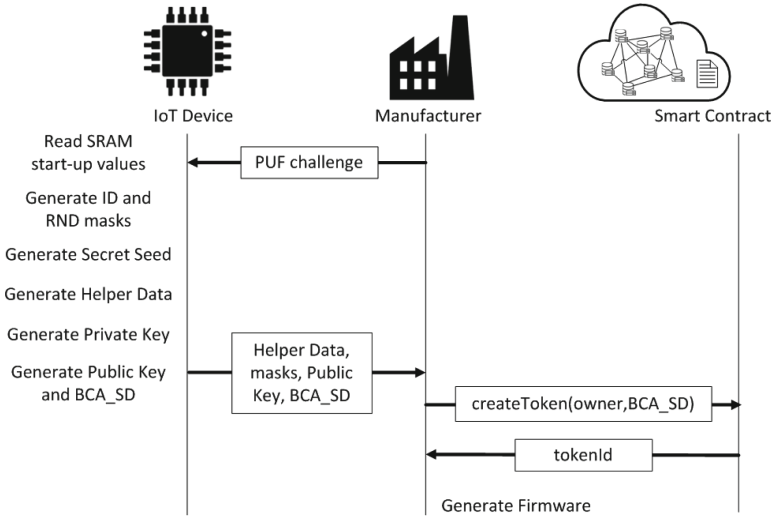 IoT Device
Manufacturer
Smart Contract
Read SRAM
start-up values
PUF challenge
Generate ID and
RND masks
Generate Secret Seed
Generate Helper Data
Generate Private Key
Generate Public Key
and BCA_SD
Helper Data,
masks, Public
Key, BCA_SD
createToken(owner,BCA_SD)
tokenId
Generate Firmware